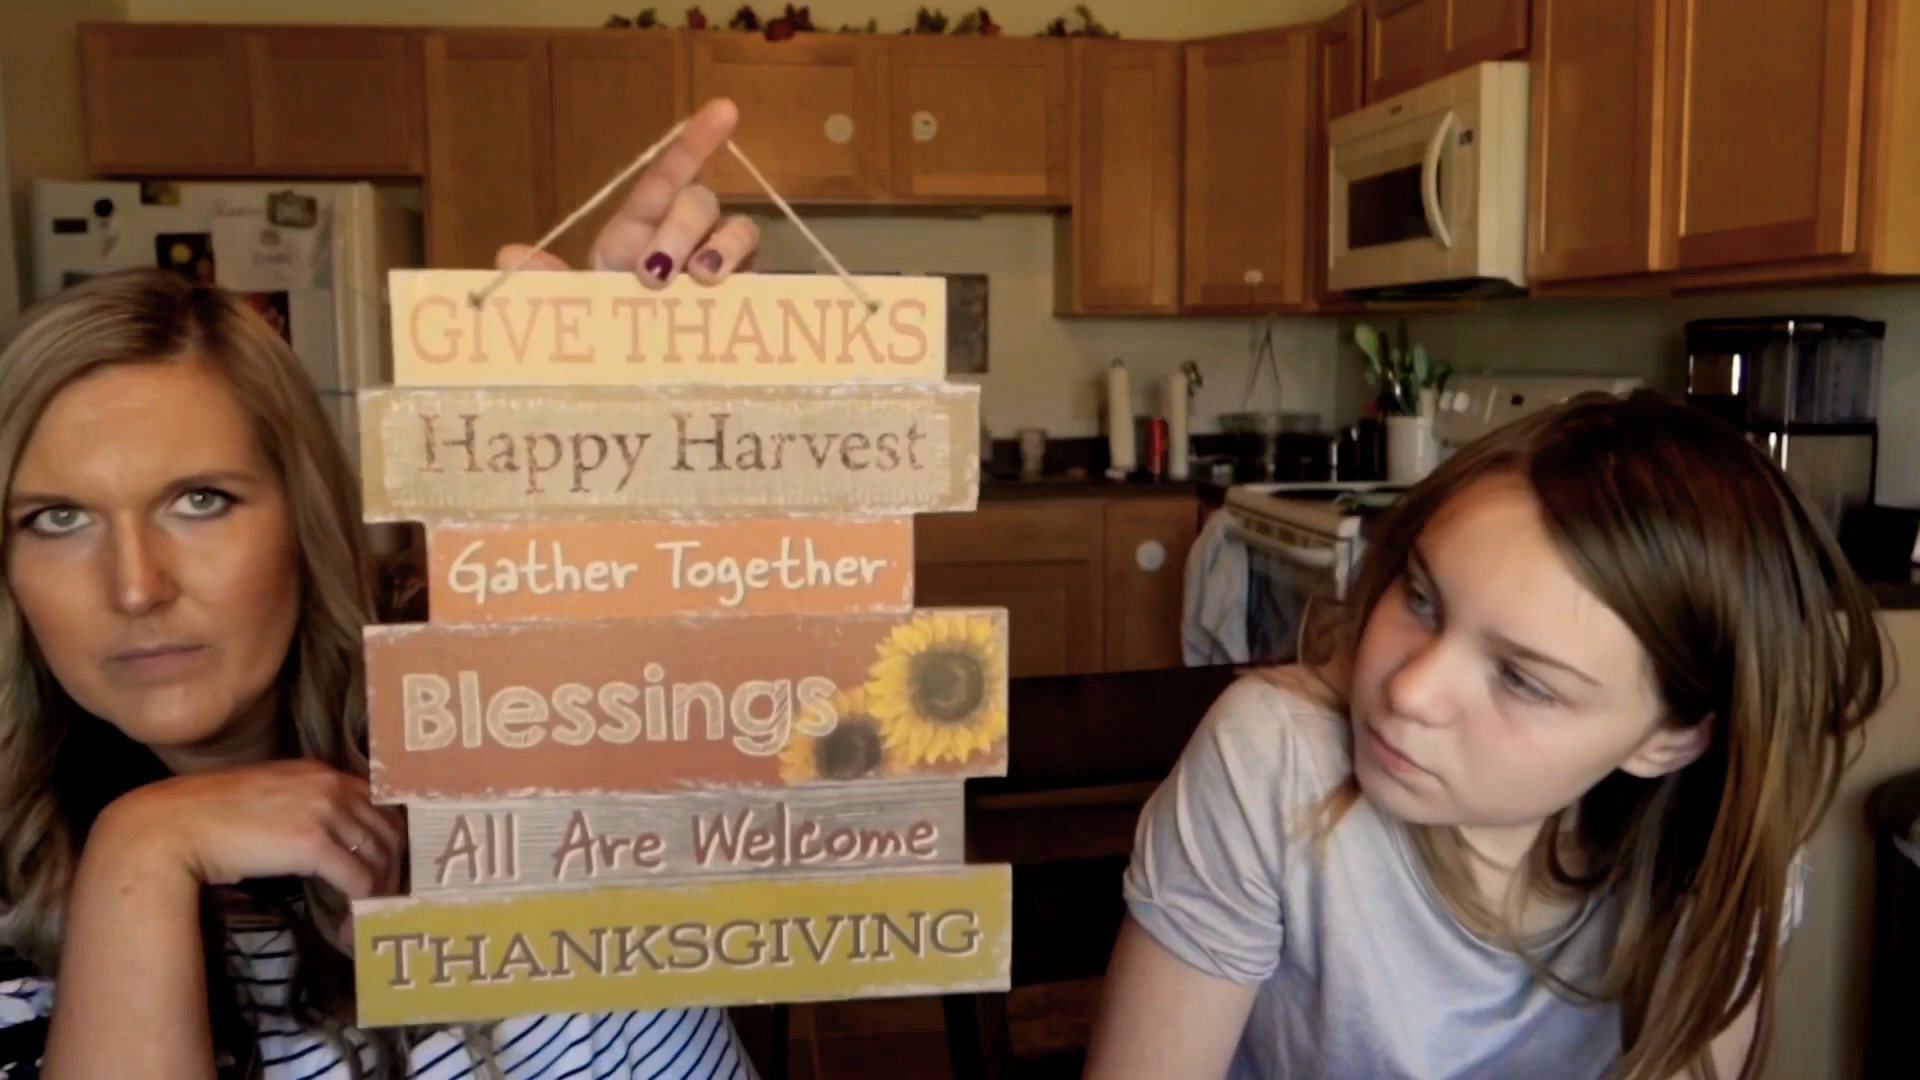 GIVE THANKS
Happy Harvest
Gather Together
Blessings
All Are Welcome
THANKSGIVING